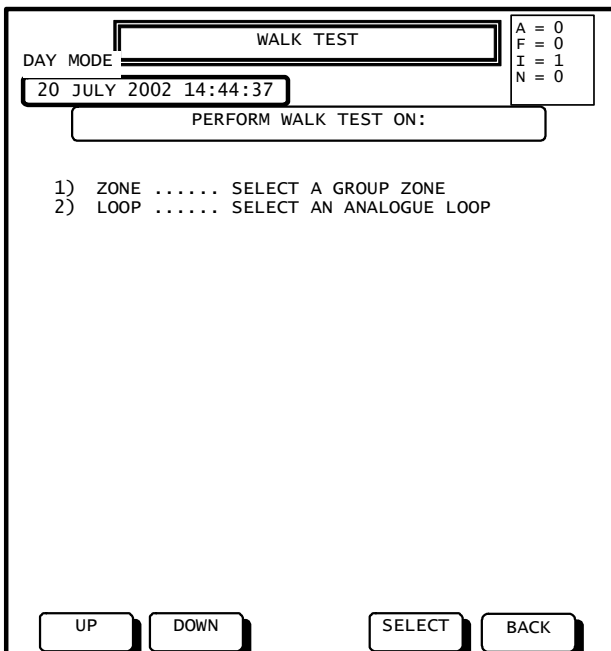 WALK TEST
A = 0
F = 0
I = 1
N = 0
DAY MODE
20 JULY 2002 14:44:37
PERFORM WALK TEST ON:
1) ZONE ...... SELECT A GROUP ZONE
2) LOOP ...... SELECT AN ANALOGUE LOOP
UP DOWN SELECT BACK